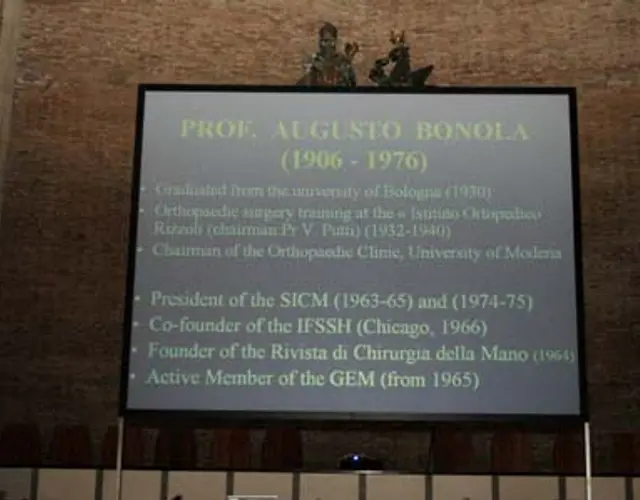 PROF. AUGUSTO BONOLA
(1906 - 1976)
• Graduated from the university of Bologna (1930)
• Orthopaedic surgery training at the « Istituto Ortopedico
Rizzoli (chairman Pr V. Putti) (1932-1940)
• Chairman of the Orthopaedic Clinic, University of Modena
• President of the SICM (1963-65) and (1974-75)
• Co-founder of the IFSSH (Chicago, 1966)
• Founder of the Rivista di Chirurgia della Mano (1964)
• Active Member of the GEM (from 1965)